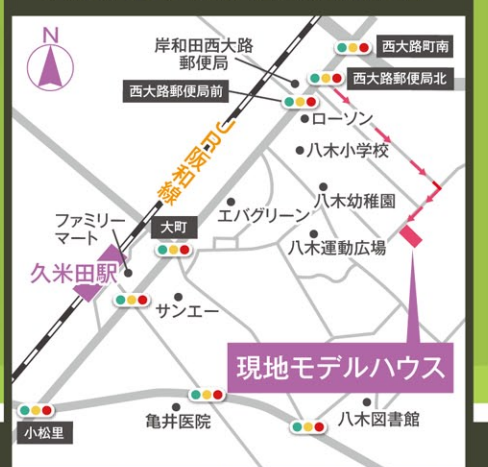 N
岸和田西大路
郵便局
西大路町南
西大路郵便局北
西大路郵便局前
ローソン
八木小学校
JR阪和線
八木幼稚園
エバグリーン
ファミリー
マート
大町
八木運動広場
久米田駅
サンエー
現地モデルハウス
小松里
亀井医院
八木図書館